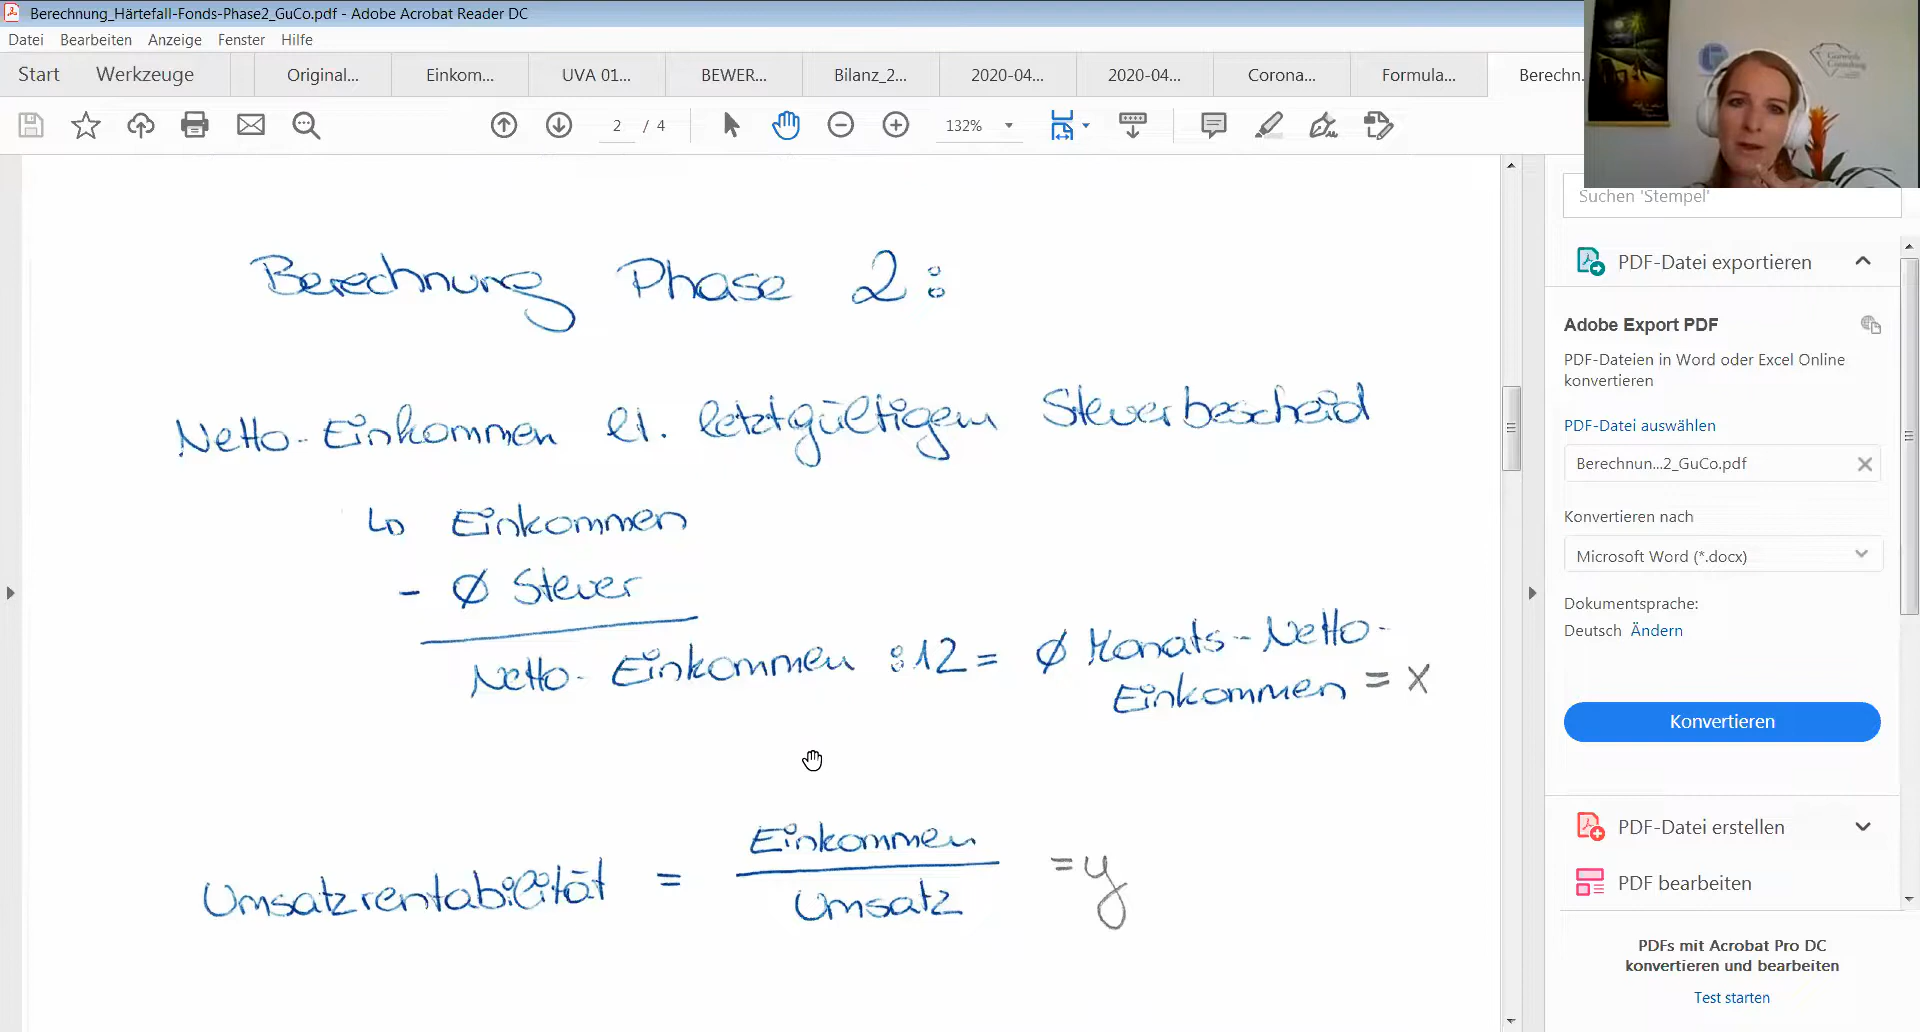 Berechnung_Härtefall-Fonds-Phase2_GuCo.pdf - Adobe Acrobat Reader DC
Datei Bearbeiten Anzeige Fenster Hilfe
Start Werkzeuge Original... Einkom... UVA 01... BEWER... Bilanz_2... 2020-04... 2020-04... Corona... Formula... Berechn...
2 / 4 132%
Berechnung Phase 2:
Netto-Einkommen lt. letztgültigem Steuerbescheid
↳ Einkommen
- Ø Steuer
Netto-Einkommen :12 = Ø Monats-Netto-
Einkommen = x
Umsatzrentabilität = Einkommen = y
Umsatz
Suchen 'Stempel'
PDF-Datei exportieren
Adobe Export PDF
PDF-Dateien in Word oder Excel Online
konvertieren
PDF-Datei auswählen
Berechnun...2_GuCo.pdf
Konvertieren nach
Microsoft Word (*.docx)
Dokumentsprache:
Deutsch Ändern
Konvertieren
PDF-Datei erstellen
PDF bearbeiten
PDFs mit Acrobat Pro DC
konvertieren und bearbeiten
Test starten